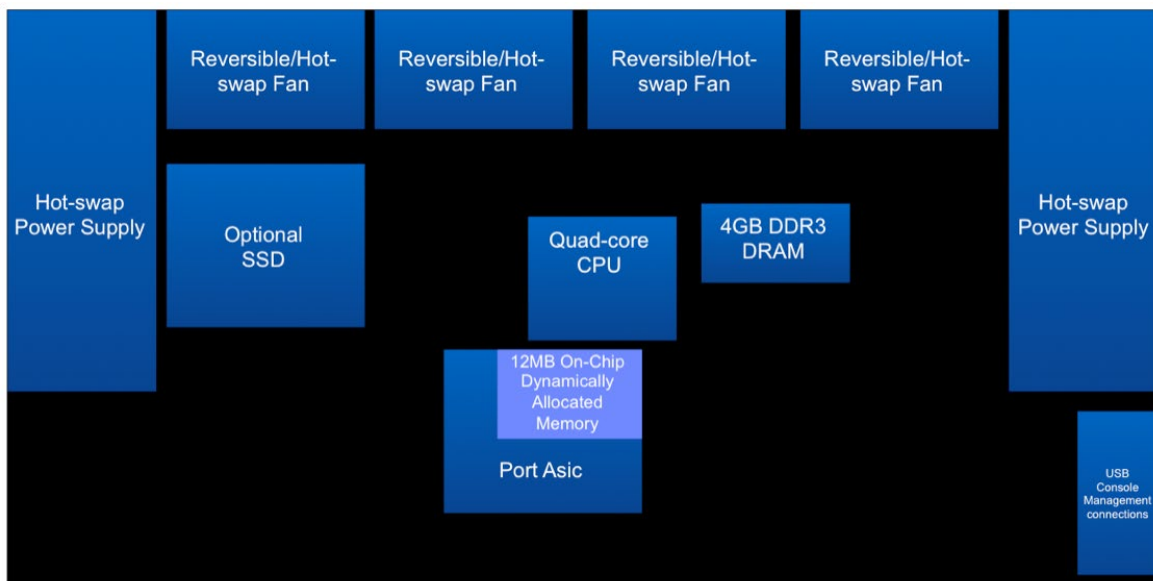 Reversible/Hot-
swap Fan
Reversible/Hot-
swap Fan
Reversible/Hot-
swap Fan
Reversible/Hot-
swap Fan
Hot-swap
Power Supply
Optional
SSD
Quad-core
CPU
4GB DDR3
DRAM
Hot-swap
Power Supply
12MB On-Chip
Dynamically
Allocated
Memory
Port Asic
USB
Console
Management
connections